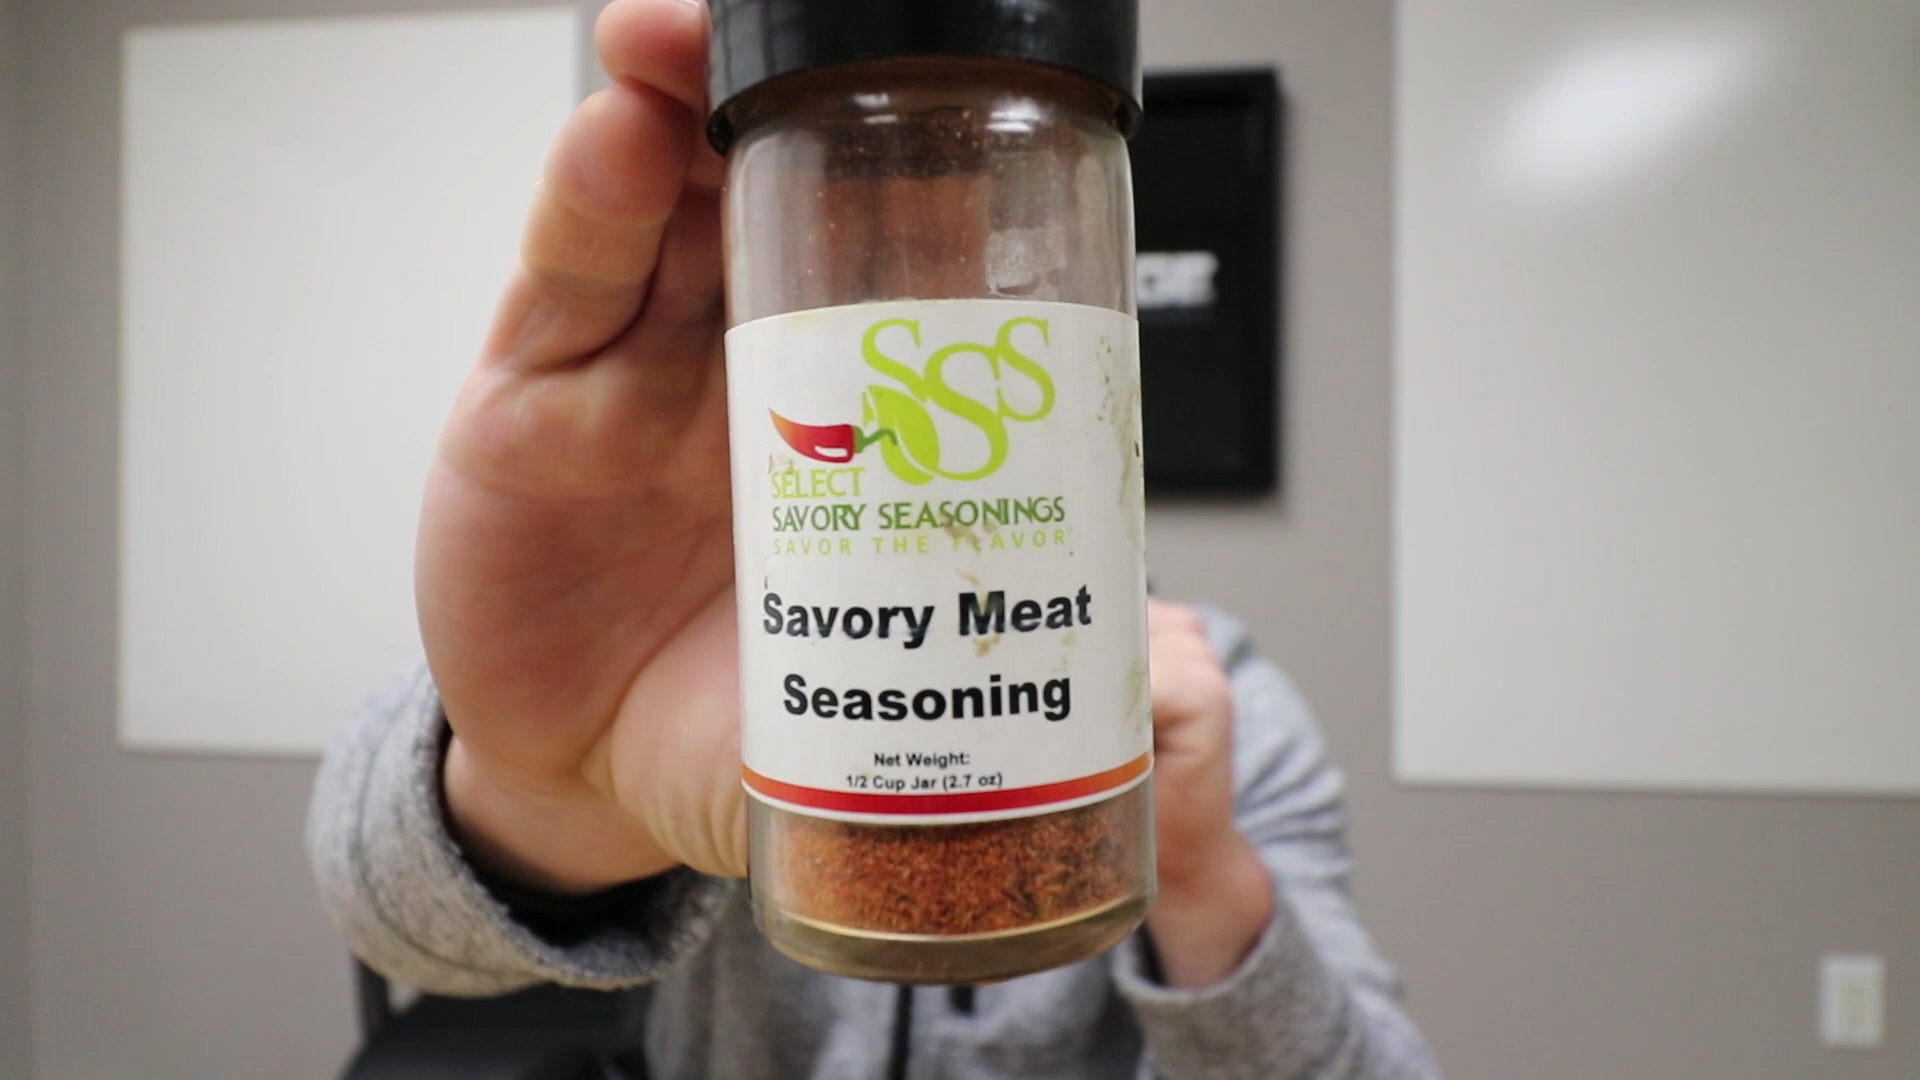 SSS
SELECT
SAVORY SEASONINGS
SAVOR THE FLAVOR
Savory Meat
Seasoning
Net Weight:
1/2 Cup Jar (2.7 oz)